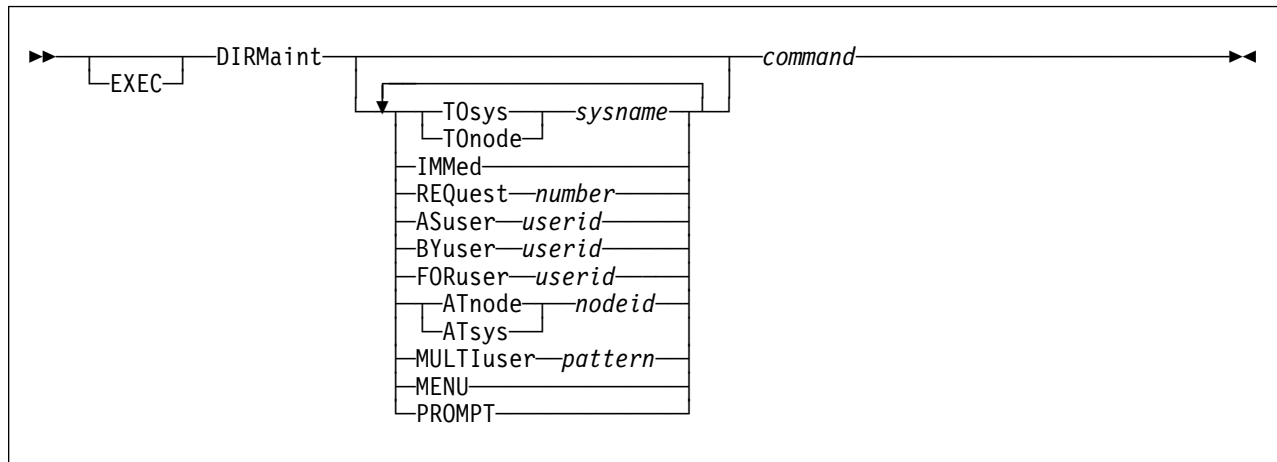 DIRMaint command
EXEC
TOsys sysname
TOnode
IMMed
REQuest number
ASuser userid
BYuser userid
FORuser userid
ATnode nodeid
ATsys
MULTIuser pattern
MENU
PROMPT